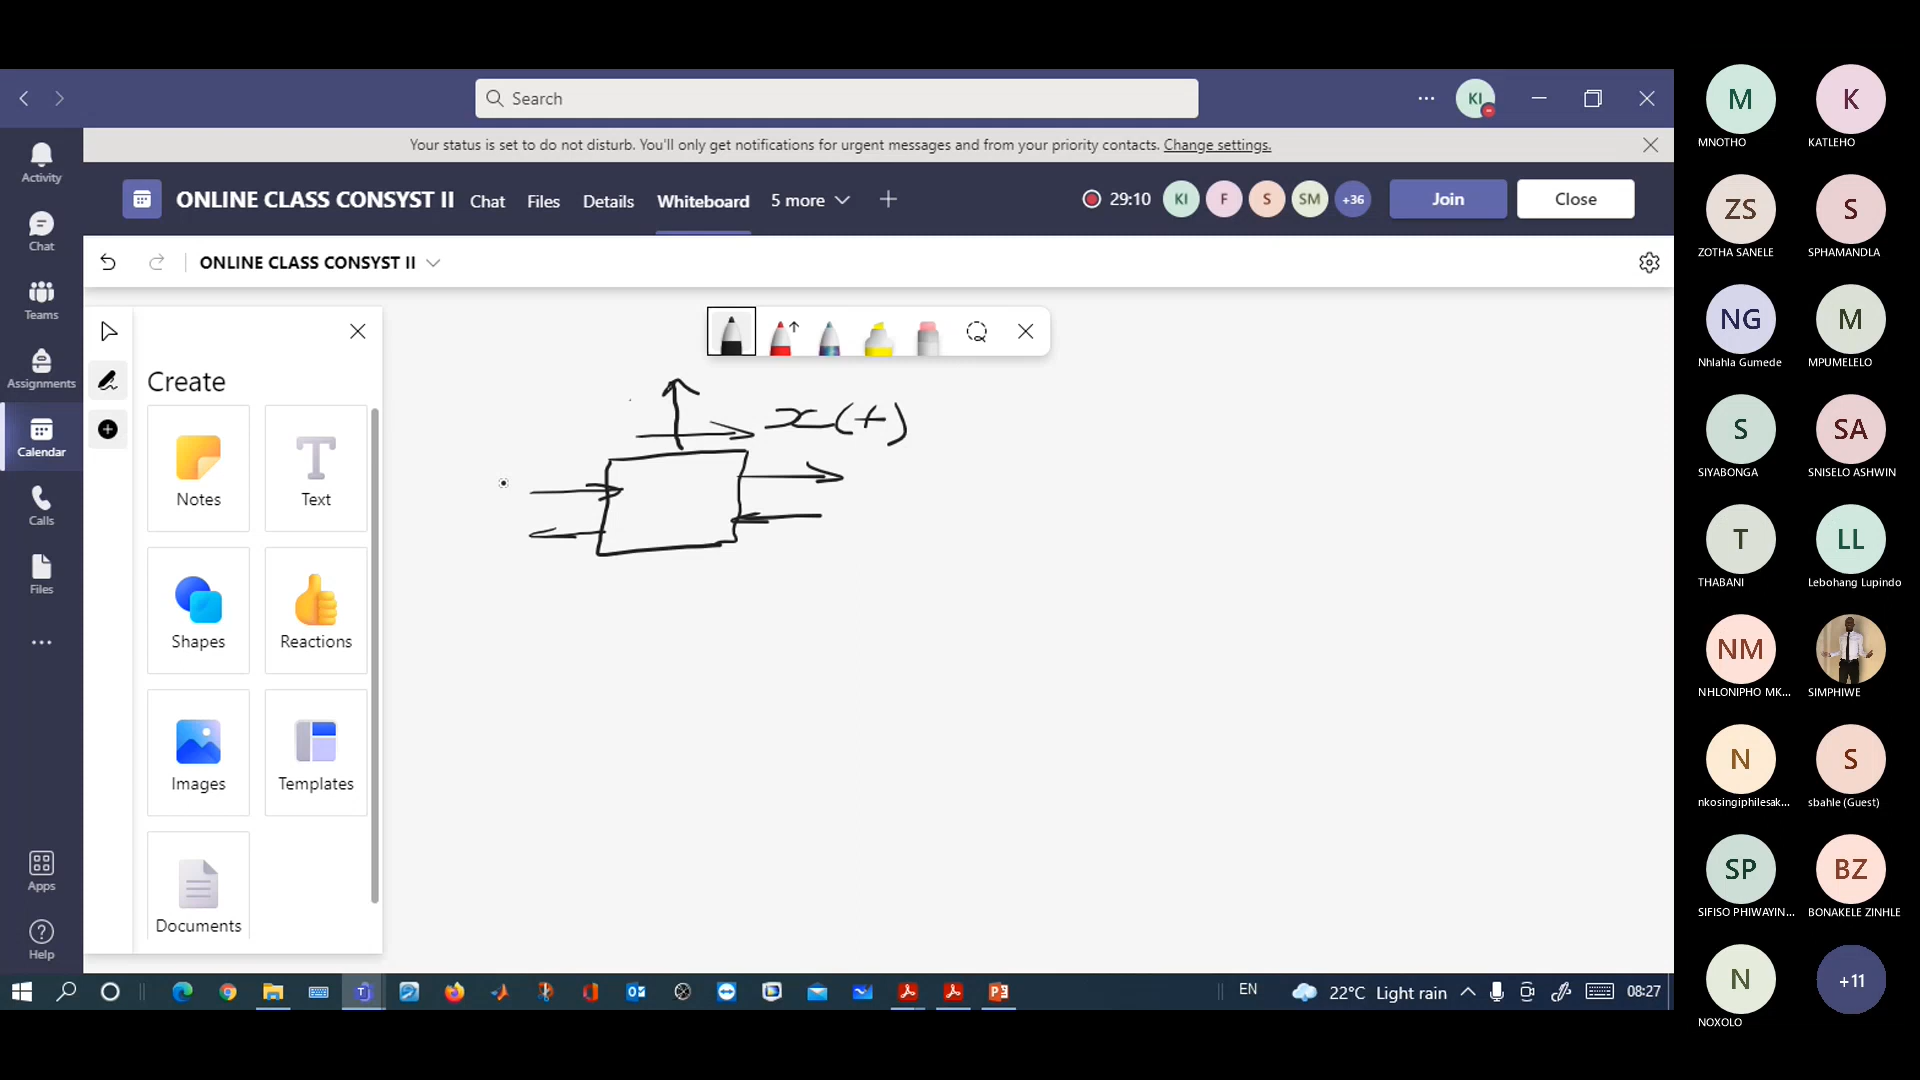 Search
KI
Your status is set to do not disturb. You'll only get notifications for urgent messages and from your priority contacts. Change settings.
Activity
Chat
Teams
Assignments
Calendar
Calls
Files
Apps
Help
ONLINE CLASS CONSYST II
Chat
Files
Details
Whiteboard
5 more
29:10
KI
F
S
SM
+36
Join
Close
ONLINE CLASS CONSYST II
Create
Notes
Text
Shapes
Reactions
Images
Templates
Documents
x(+)
EN
22°C Light rain
08:27
M
MNOTHO
K
KATLEHO
ZS
ZOTHA SANELE
S
SPHAMANDLA
NG
Nhlahla Gumede
M
MPUMELELO
S
SIYABONGA
SA
SNISELO ASHWIN
T
THABANI
LL
Lebohang Lupindo
NM
NHLONIPHO MK...
SIMPHIWE
N
nkosingiphilesak...
S
sbahle (Guest)
SP
SIFISO PHIWAYIN...
BZ
BONAKELE ZINHLE
N
NOXOLO
+11